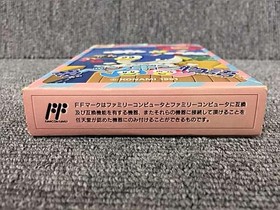 © KONAMI 1991
FFマークはファミリーコンピュータとファミリーコンピュータに互換
及び互換機能を有する機器、またそれらの機器に接続して頂けることを
任天堂が認めた機器にのみ付けることができるものです。